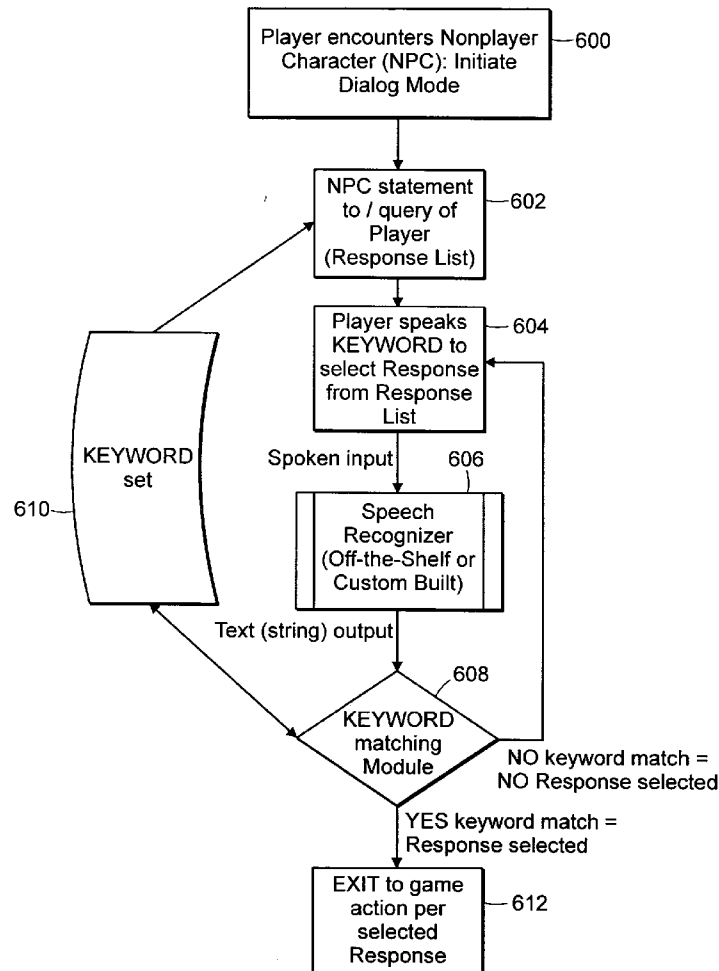 Player encounters Nonplayer
Character (NPC): Initiate
Dialog Mode
600
NPC statement
to / query of
Player
(Response List)
602
Player speaks
KEYWORD to
select Response
from Response
List
604
KEYWORD
set
610
Spoken input
606
Speech
Recognizer
(Off-the-Shelf or
Custom Built)
Text (string) output
608
KEYWORD
matching
Module
NO keyword match =
NO Response selected
YES keyword match =
Response selected
EXIT to game
action per
selected
Response
612